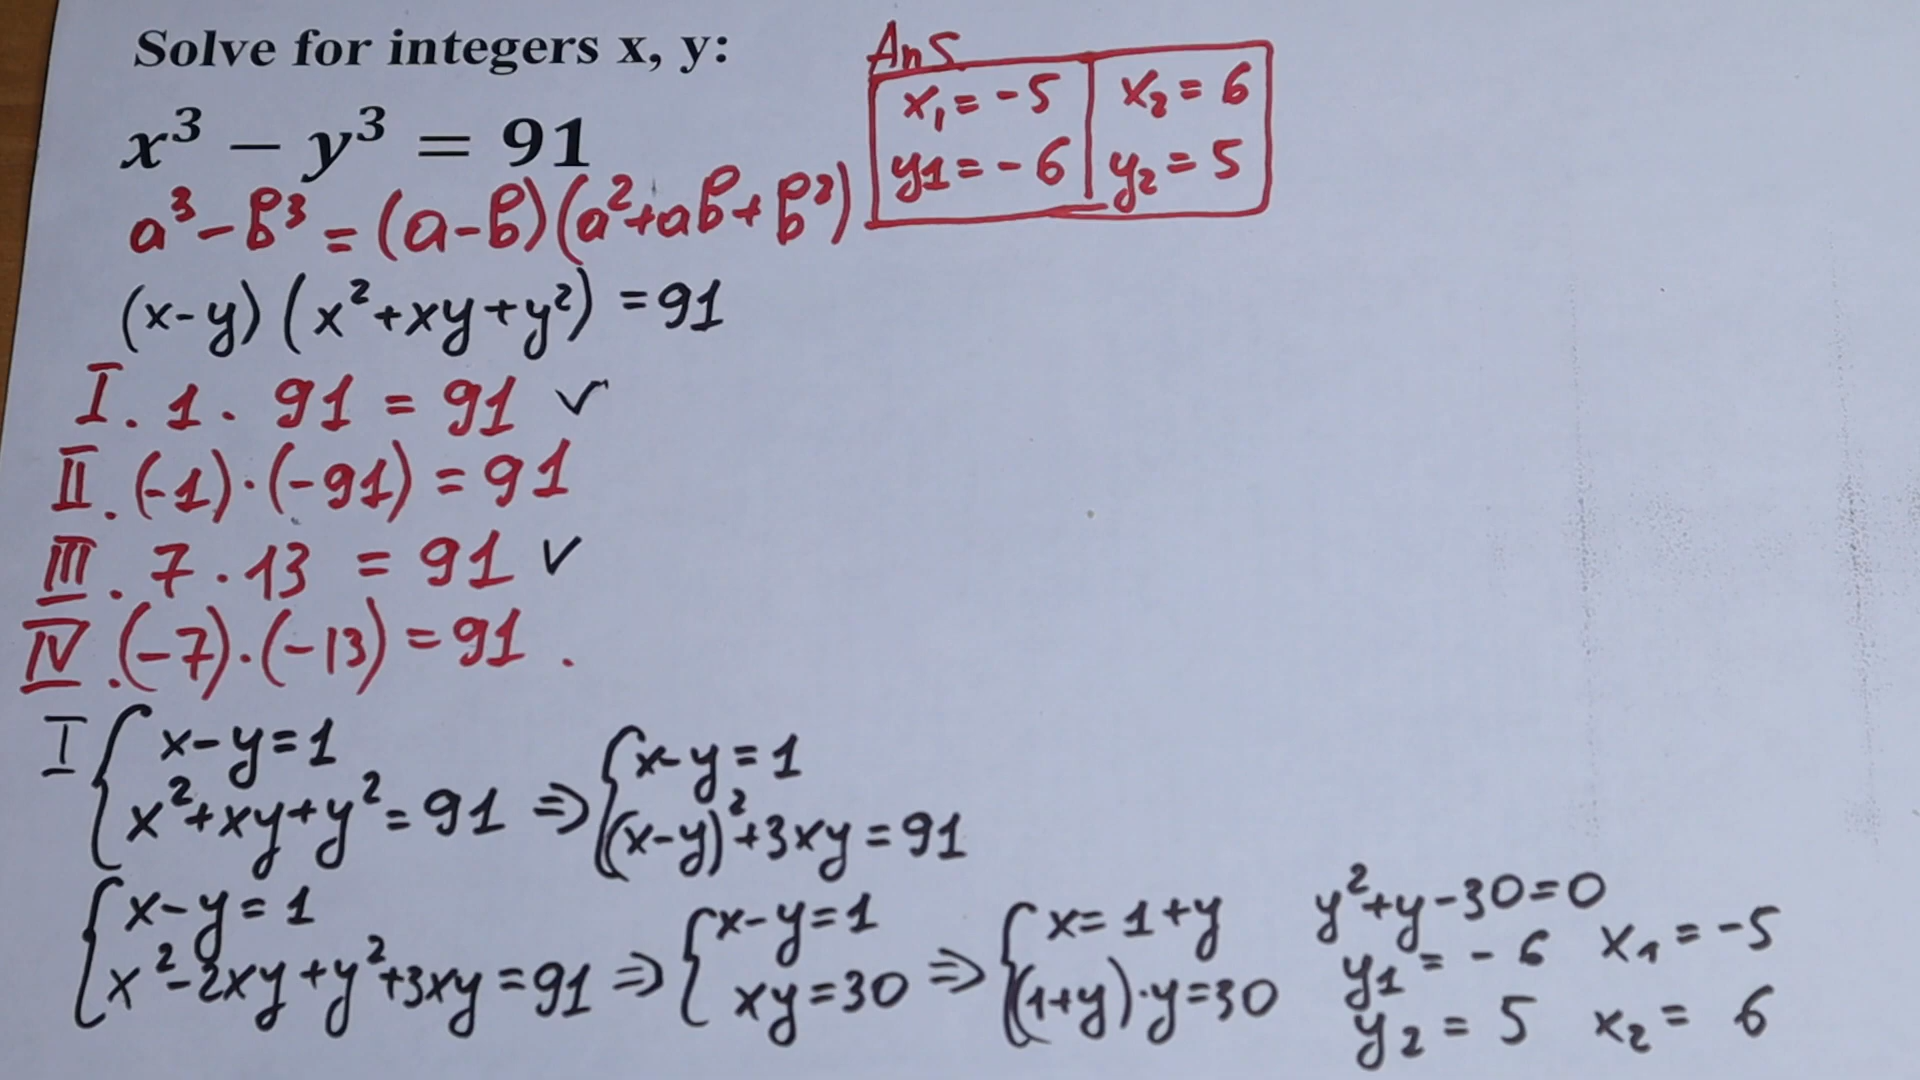 Solve for integers x, y:
x³ − y³ = 91
a³ - b³ = (a-b)(a²+ab+b²)
Ans
x₁ = -5 | x₂ = 6
y1 = -6 | y₂ = 5
(x-y)(x²+xy+y²) = 91
I. 1 · 91 = 91 ✓
II. (-1)·(-91) = 91
III. 7 · 13 = 91 ✓
IV. (-7)·(-13) = 91.
I { x-y=1
x²+xy+y² = 91 ⇒ { x-y=1
(x-y)²+3xy = 91
{ x-y=1
x²-2xy+y²+3xy = 91 ⇒ { x-y=1
xy=30 ⇒ { x=1+y
(1+y)·y=30
y²+y-30=0
y₁ = -6 x₁ = -5
y₂ = 5 x₂ = 6